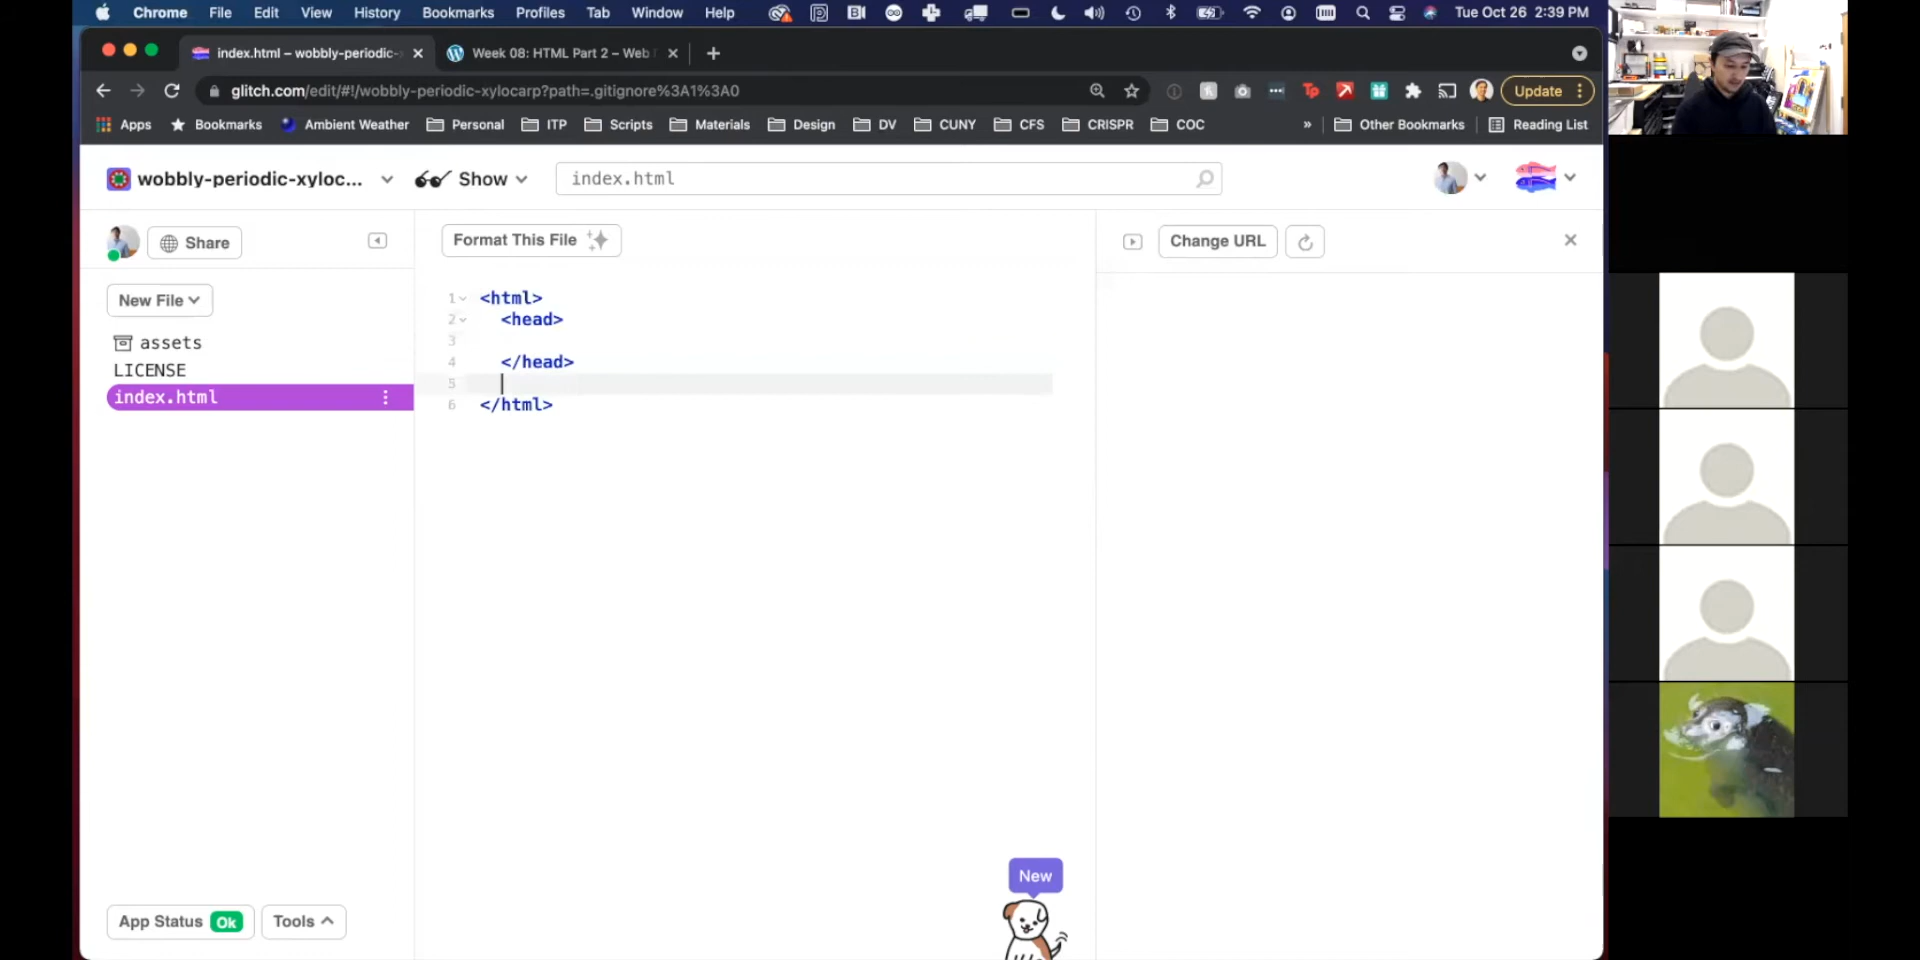 Chrome File Edit View History Bookmarks Profiles Tab Window Help Tue Oct 26 2:39 PM
index.html – wobbly-periodic- Week 08: HTML Part 2 – Web
glitch.com/edit/#!/wobbly-periodic-xylocarp?path=.gitignore%3A1%3A0 Update
Apps Bookmarks Ambient Weather Personal ITP Scripts Materials Design DV CUNY CFS CRISPR COC » Other Bookmarks Reading List
wobbly-periodic-xyloc... Show index.html
Share Format This File Change URL
New File
assets
LICENSE
index.html
1 <html>
2 <head>
3
4 </head>
5
6 </html>
New
App Status Ok Tools